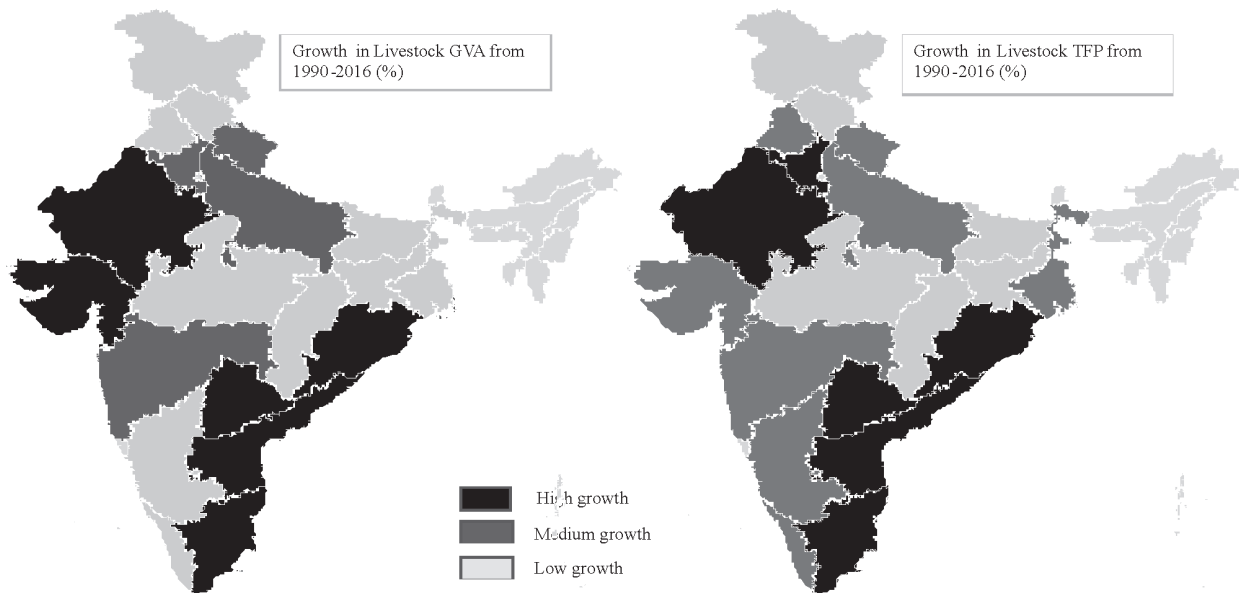 Growth in Livestock GVA from
1990-2016 (%)
Growth in Livestock TFP from
1990-2016 (%)
High growth
Medium growth
Low growth